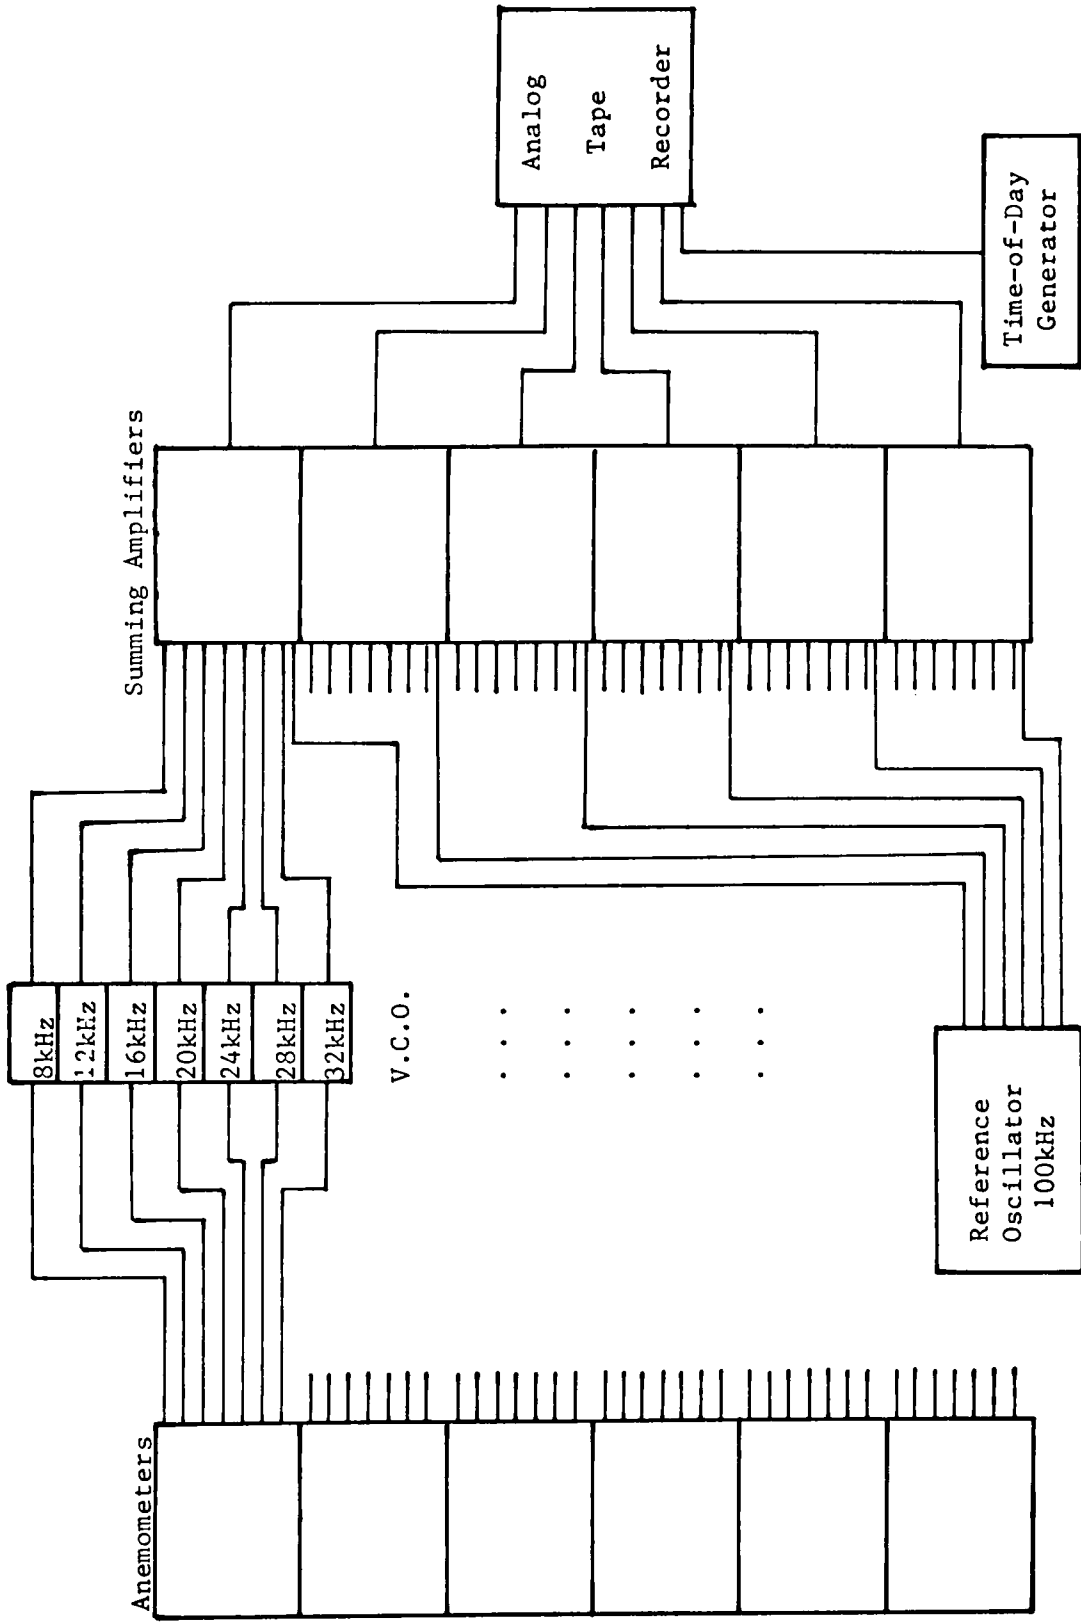 Anemometers
8kHz
12kHz
16kHz
20kHz
24kHz
28kHz
32kHz
V.C.O.
Reference
Oscillator
100kHz
Summing Amplifiers
Analog
Tape
Recorder
Time-of-Day
Generator